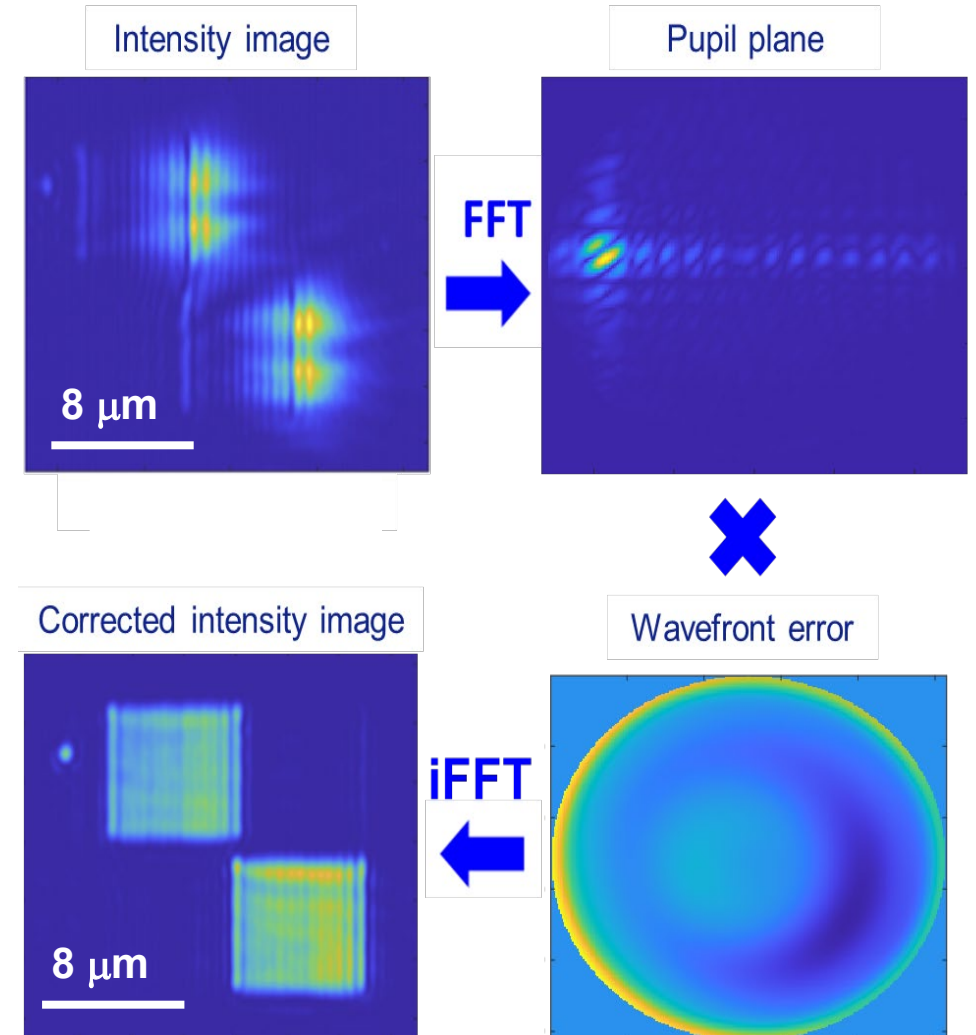 Intensity image
Pupil plane
FFT
8 μm
Corrected intensity image
Wavefront error
iFFT
8 μm